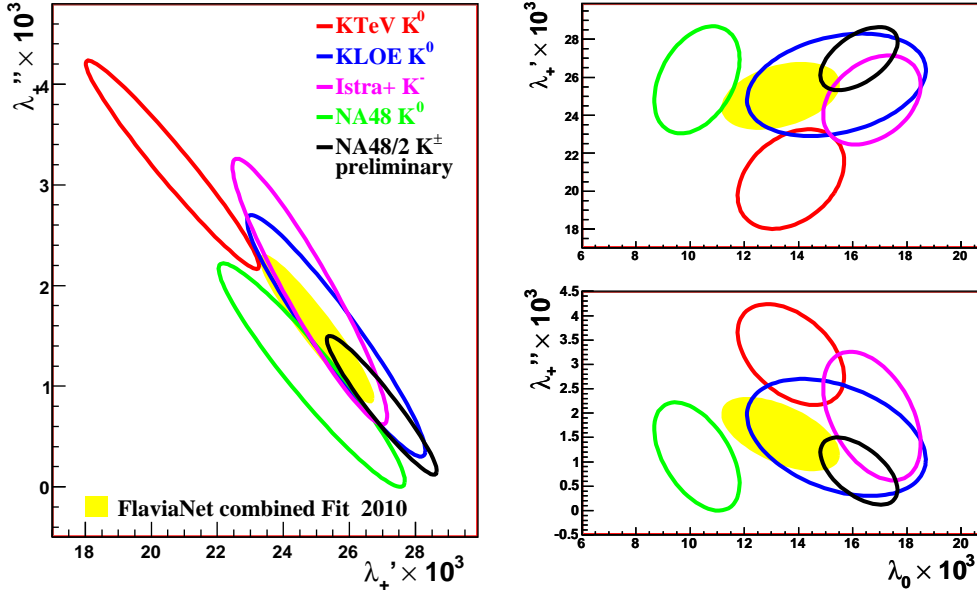 λ+'' × 10³
4
3
2
1
0
KTeV K⁰
KLOE K⁰
Istra+ K⁻
NA48 K⁰
NA48/2 K±
preliminary
FlaviaNet combined Fit 2010
18 20 22 24 26 28
λ+' × 10³
λ+' × 10³
28
26
24
22
20
18
6 8 10 12 14 16 18 20
λ+'' × 10³
4.5
4
3.5
3
2.5
2
1.5
1
0.5
0
-0.5
6 8 10 12 14 16 18 20
λ0 × 10³